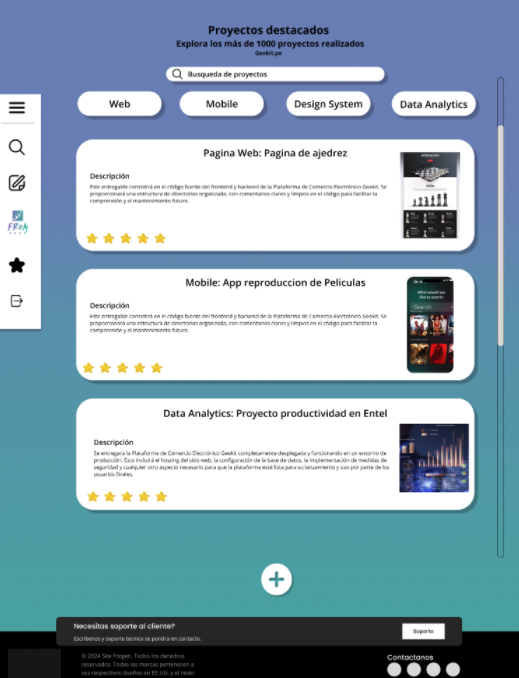 Proyectos destacados
Explora los más de 1000 proyectos realizados
Geekit.pe
Busqueda de proyectos
Web
Mobile
Design System
Data Analytics
Pagina Web: Pagina de ajedrez
Descripción
Este entregable consistirá en el código fuente del frontend y backend de la Plataforma de Comercio Electrónico Geekit. Se
proporcionará una estructura de directorios organizada, con comentarios claros y limpios en el código para facilitar la
comprensión y el mantenimiento futuro.
Mobile: App reproduccion de Peliculas
Descripción
Este entregable consistirá en el código fuente del frontend y backend de la Plataforma de Comercio Electrónico Geekit. Se
proporcionará una estructura de directorios organizada, con comentarios claros y limpios en el código para facilitar la
comprensión y el mantenimiento futuro.
Search
Data Analytics: Proyecto productividad en Entel
Descripción
Se entregará la Plataforma de Comercio Electrónico Geekit completamente desplegada y funcionando en un entorno de
producción. Esto incluirá el hosting del sitio web, la configuración de la base de datos, la implementación de medidas de
seguridad y cualquier otro aspecto necesario para que la plataforma esté lista para su lanzamiento y uso por parte de los
usuarios finales.
Necesitas soporte al cliente?
Escribenos y soporte tecnico se pondra en contacto.
Soporte
© 2024 Site Forgeh. Todos los derechos
reservados. Todas las marcas pertenecen a
sus respectivos dueños en EE.UU. y el resto
Contactanos